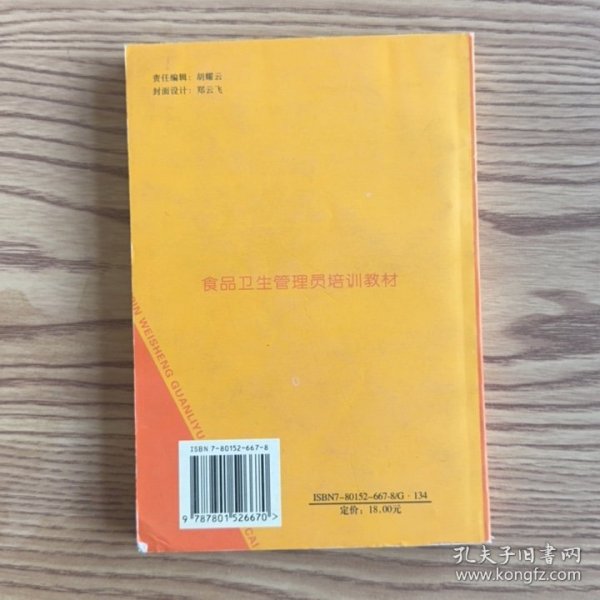 责任编辑：胡耀云
封面设计：郑云飞
食品卫生管理员培训教材
PIN WEISHENG GUANLIYU
CAI
ISBN 7-80152-667-8
9 787801 526670 >
ISBN7-80152-667-8/G·134
定价：18.00元
孔夫子旧书网
www.kongfz.com